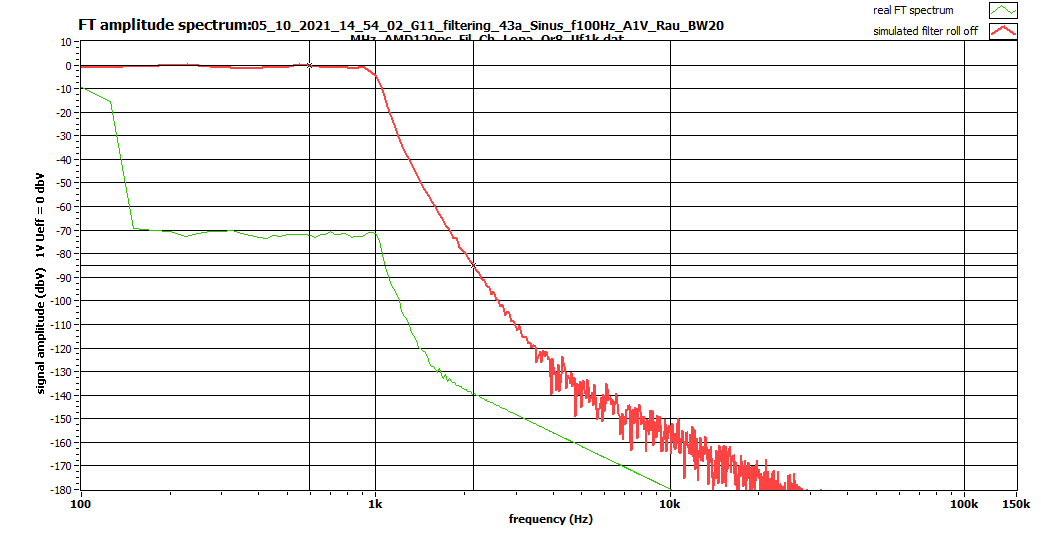 real FT spectrum
simulated filter roll off
FT amplitude spectrum:05_10_2021_14_54_02_G11_filtering_43a_Sinus_f100Hz_A1V_Rau_BW20
MHz_AMD120pc_Fil_Ch_Lopa_Or8_Uf1k.dat
signal amplitude (dbV) 1V Ueff = 0 dbV
10
0
-10
-20
-30
-40
-50
-60
-70
-80
-90
-100
-110
-120
-130
-140
-150
-160
-170
-180
100
1k
10k
100k
150k
frequency (Hz)